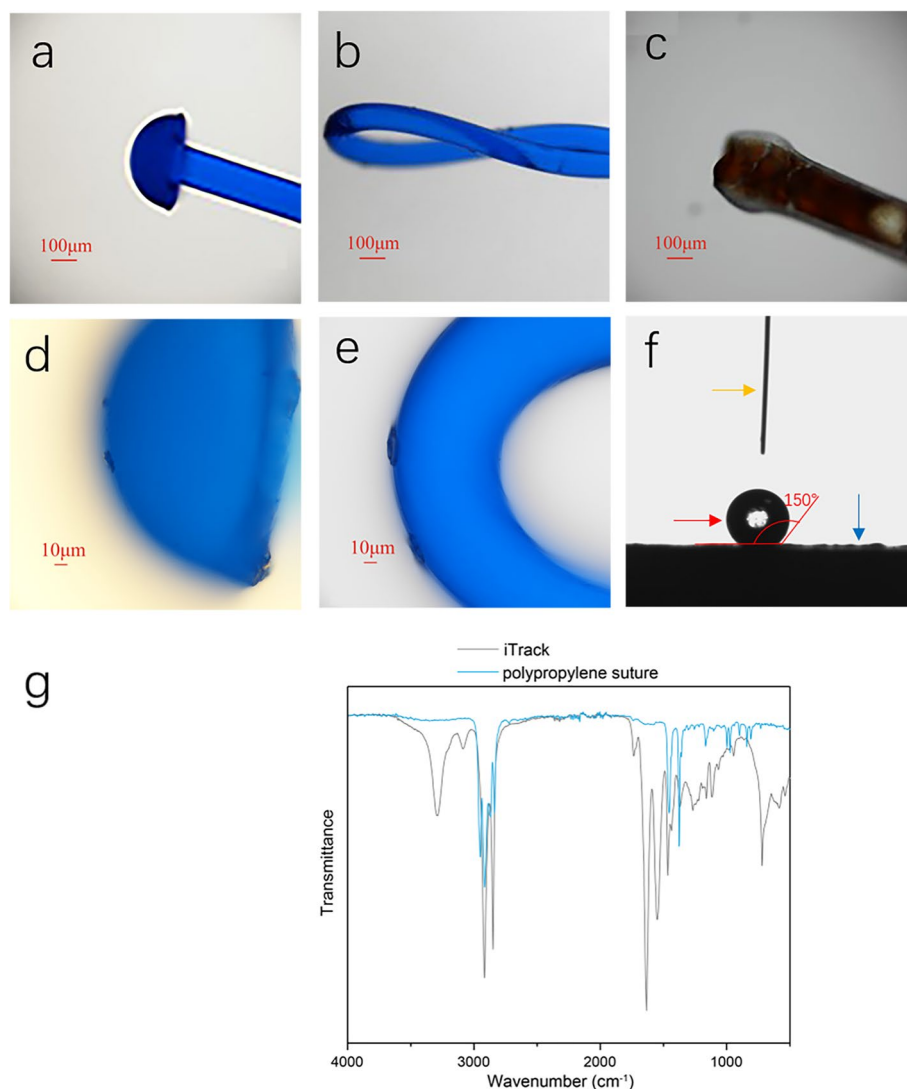 a
b
c
100μm
100μm
100μm
d
e
f
10μm
10μm
150°
g
iTrack
polypropylene suture
Transmittance
4000
3000
2000
1000
Wavenumber (cm⁻¹)